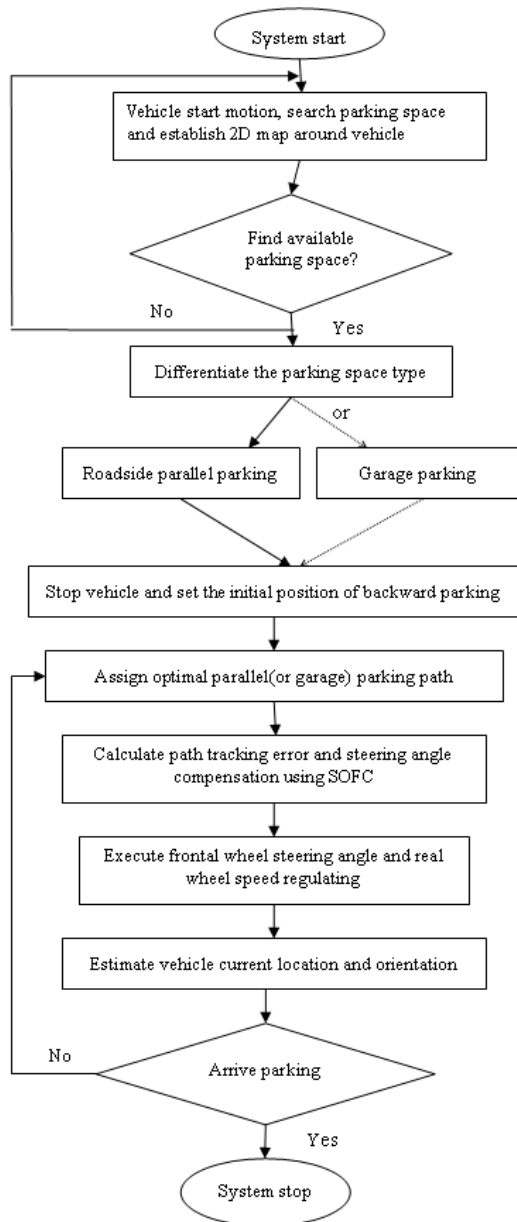 System start
Vehicle start motion, search parking space
and establish 2D map around vehicle
Find available
parking space?
No
Yes
Differentiate the parking space type
or
Roadside parallel parking
Garage parking
Stop vehicle and set the initial position of backward parking
Assign optimal parallel(or garage) parking path
Calculate path tracking error and steering angle
compensation using SOFC
Execute frontal wheel steering angle and real
wheel speed regulating
Estimate vehicle current location and orientation
No
Arrive parking
Yes
System stop